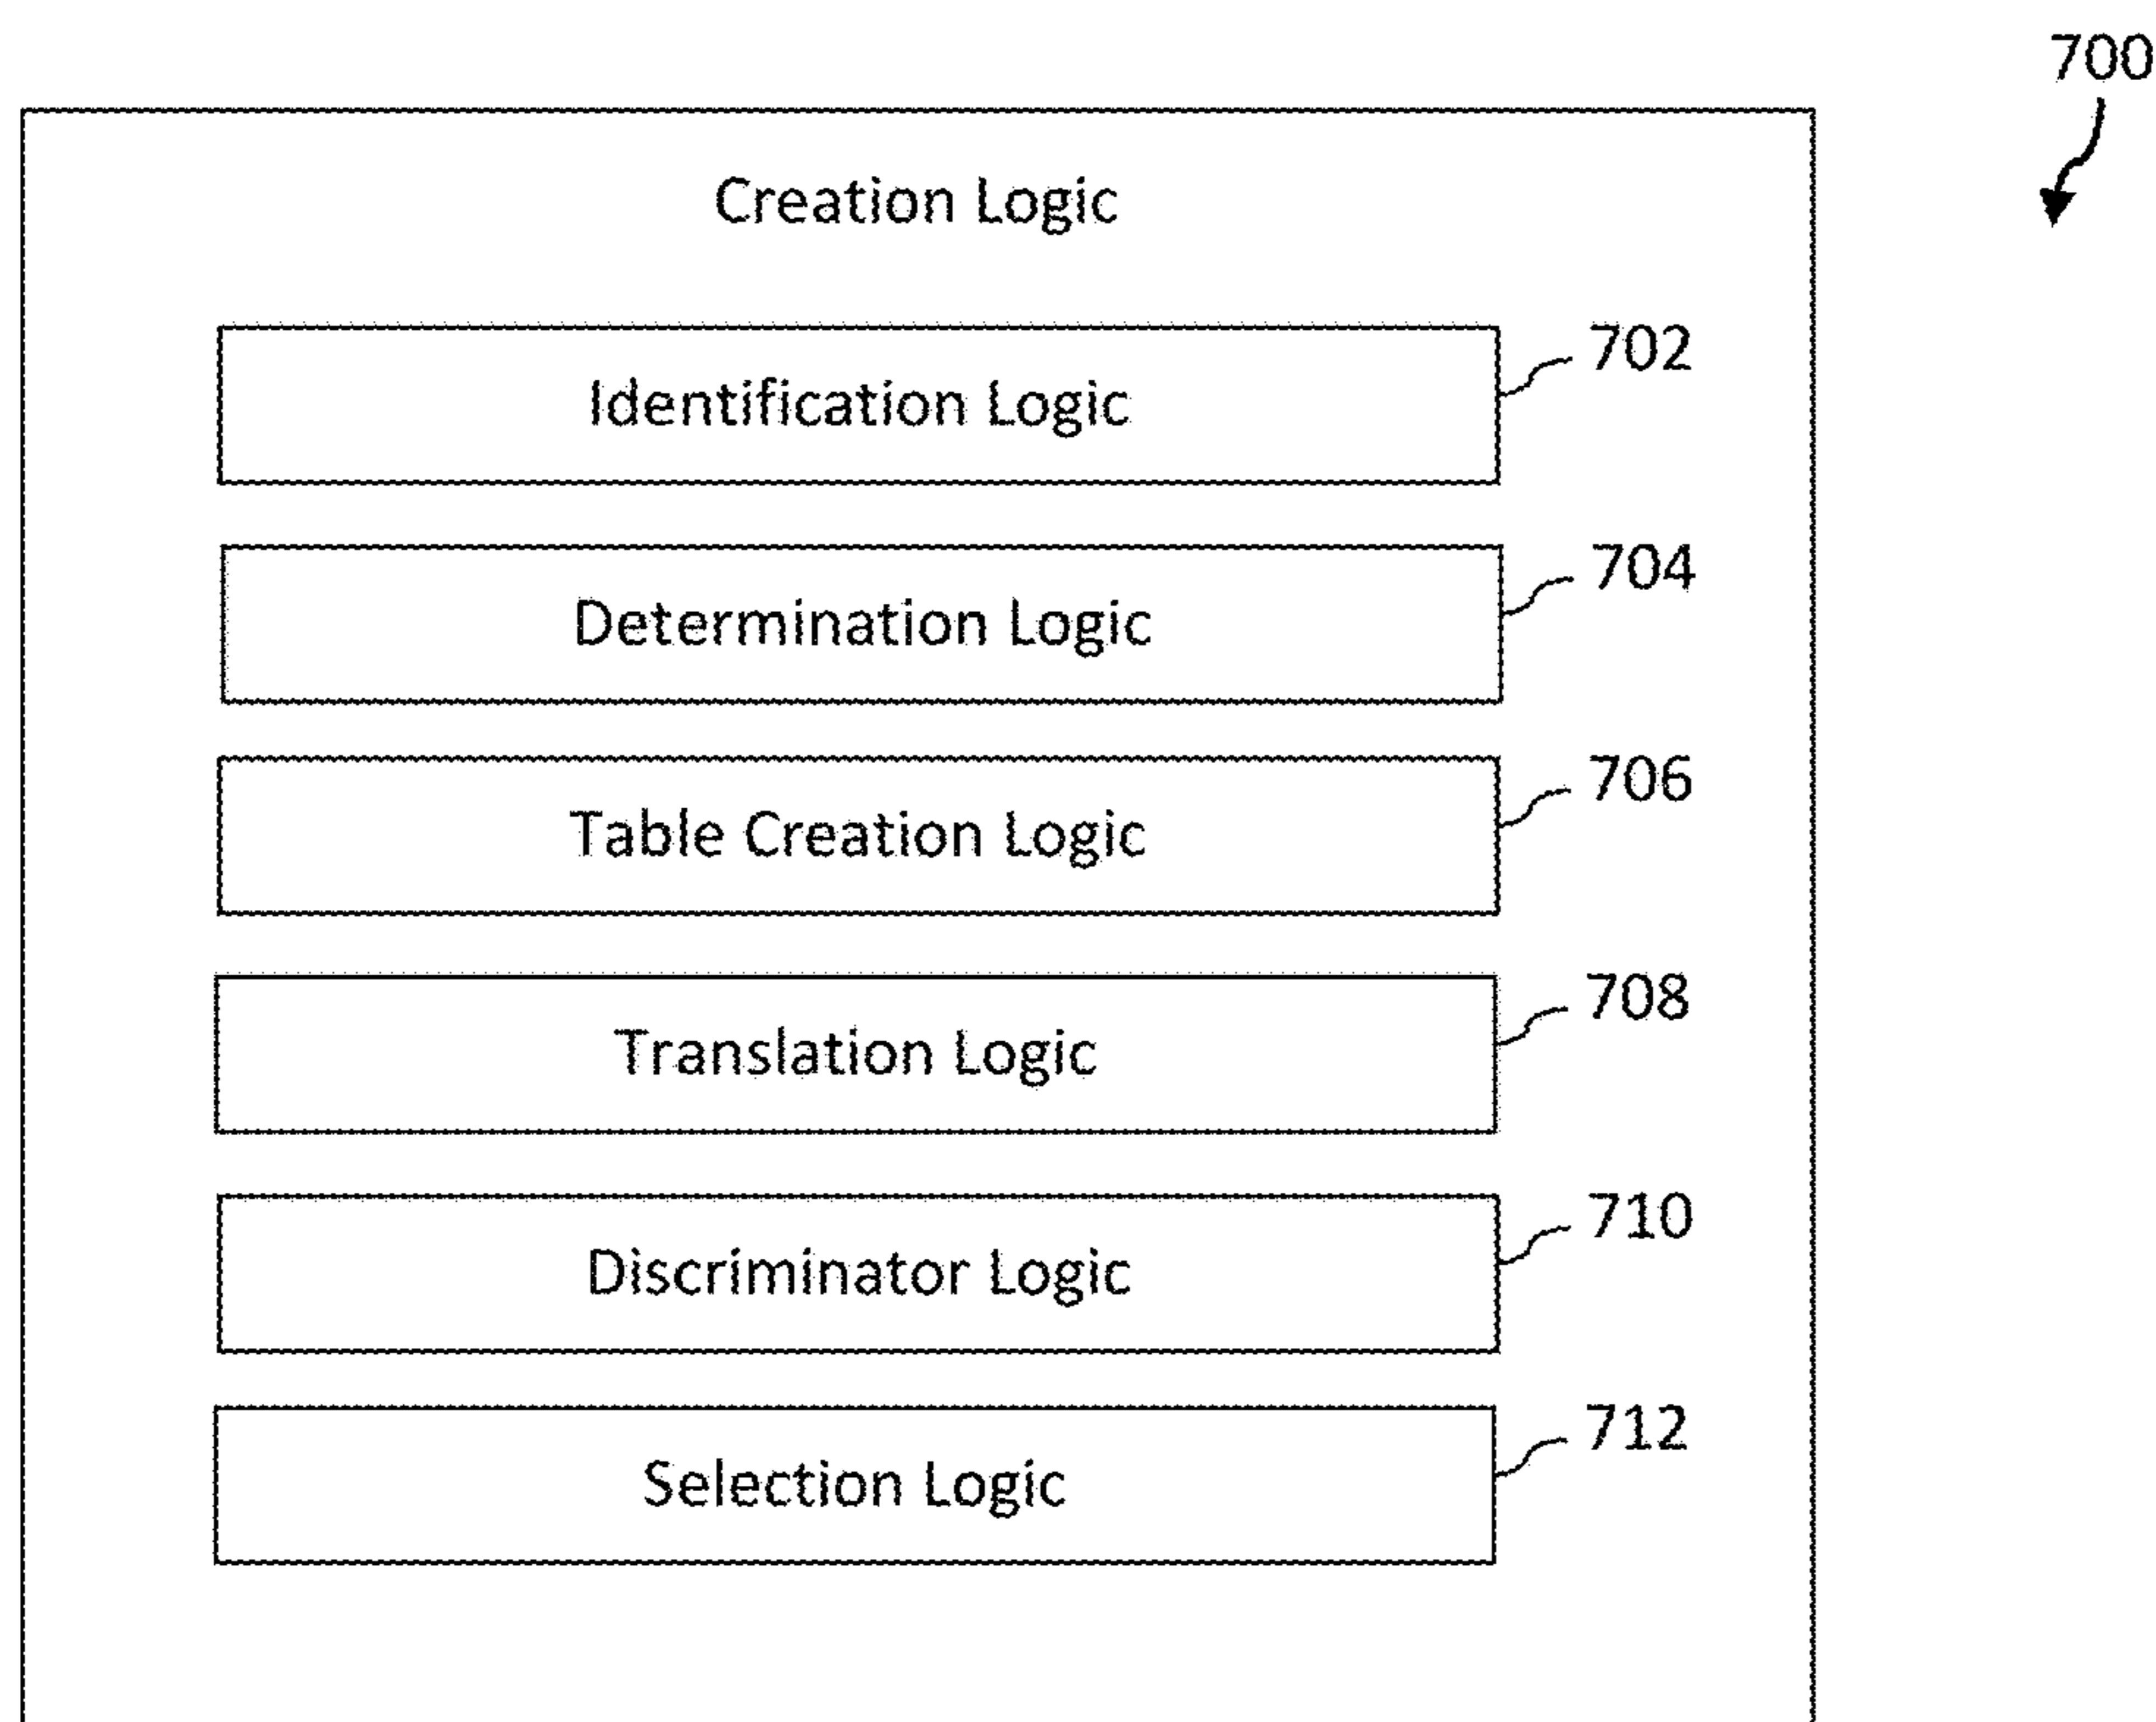 700
Creation Logic
702
Identification Logic
704
Determination Logic
706
Table Creation Logic
708
Translation Logic
710
Discriminator Logic
712
Selection Logic